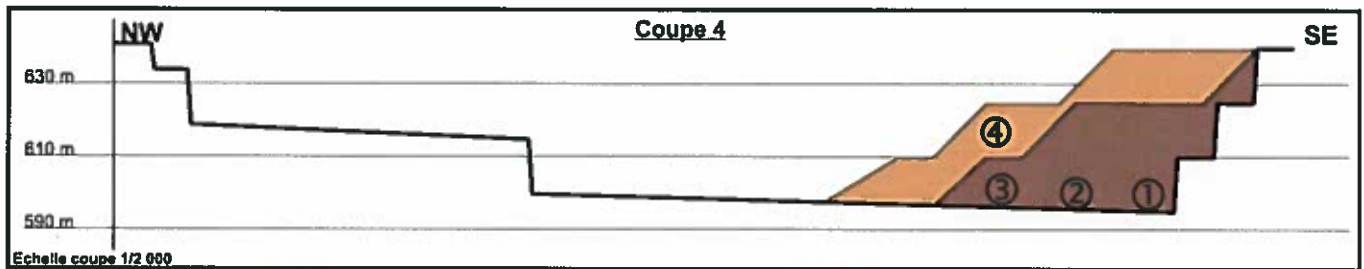 NW Coupe 4 SE
630 m
610 m
④
③ ② ①
590 m
Echelle coupe 1/2 000